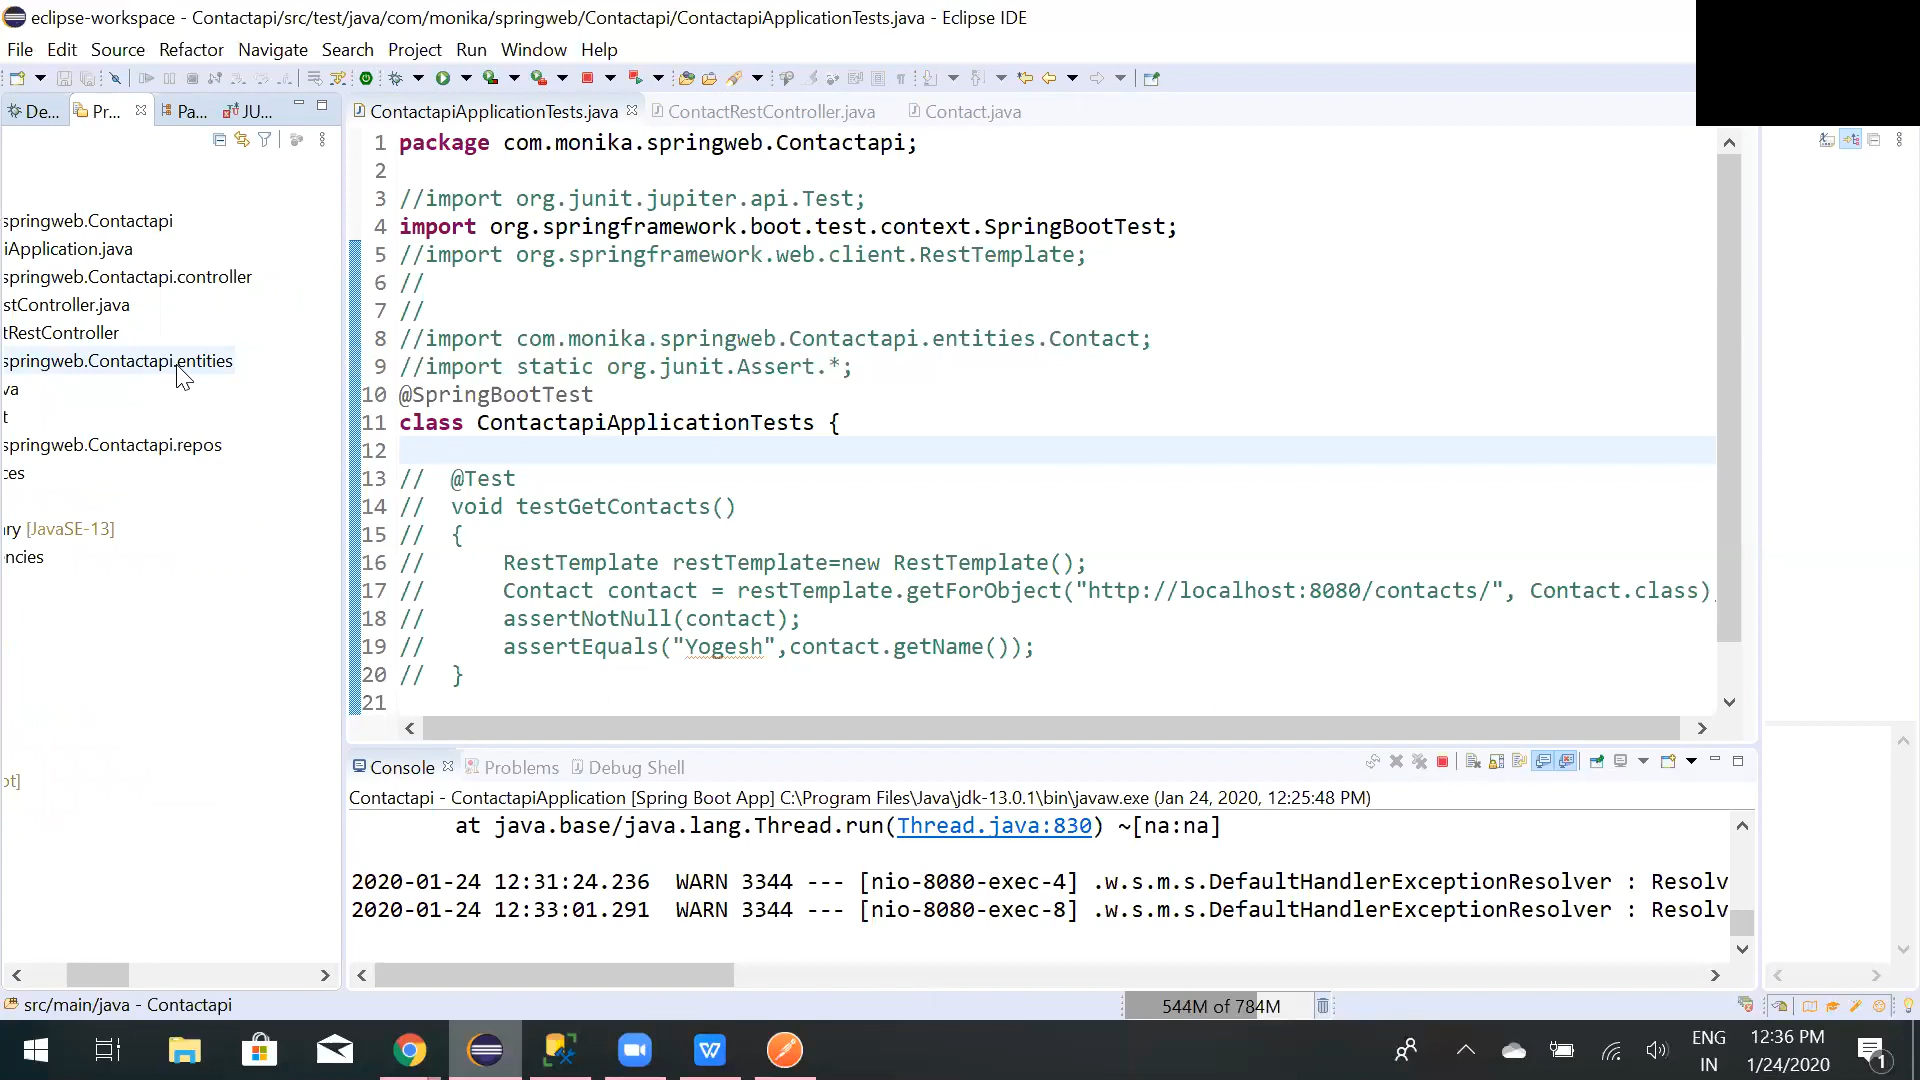 eclipse-workspace - Contactapi/src/test/java/com/monika/springweb/Contactapi/ContactapiApplicationTests.java - Eclipse IDE
File Edit Source Refactor Navigate Search Project Run Window Help
De... Pr... Pa... JU...
ContactapiApplicationTests.java ContactRestController.java Contact.java
springweb.Contactapi
iApplication.java
springweb.Contactapi.controller
stController.java
tRestController
springweb.Contactapi.entities
va
t
springweb.Contactapi.repos
ces
ry [JavaSE-13]
encies
ot]
1 package com.monika.springweb.Contactapi;
2
3 //import org.junit.jupiter.api.Test;
4 import org.springframework.boot.test.context.SpringBootTest;
5 //import org.springframework.web.client.RestTemplate;
6 //
7 //
8 //import com.monika.springweb.Contactapi.entities.Contact;
9 //import static org.junit.Assert.*;
10 @SpringBootTest
11 class ContactapiApplicationTests {
12
13 // @Test
14 // void testGetContacts()
15 // {
16 // RestTemplate restTemplate=new RestTemplate();
17 // Contact contact = restTemplate.getForObject("http://localhost:8080/contacts/", Contact.class)
18 // assertNotNull(contact);
19 // assertEquals("Yogesh",contact.getName());
20 // }
21
Console Problems Debug Shell
Contactapi - ContactapiApplication [Spring Boot App] C:\Program Files\Java\jdk-13.0.1\bin\javaw.exe (Jan 24, 2020, 12:25:48 PM)
at java.base/java.lang.Thread.run(Thread.java:830) ~[na:na]
2020-01-24 12:31:24.236 WARN 3344 --- [nio-8080-exec-4] .w.s.m.s.DefaultHandlerExceptionResolver : Resolv
2020-01-24 12:33:01.291 WARN 3344 --- [nio-8080-exec-8] .w.s.m.s.DefaultHandlerExceptionResolver : Resolv
src/main/java - Contactapi
544M of 784M
ENG
IN
12:36 PM
1/24/2020
1